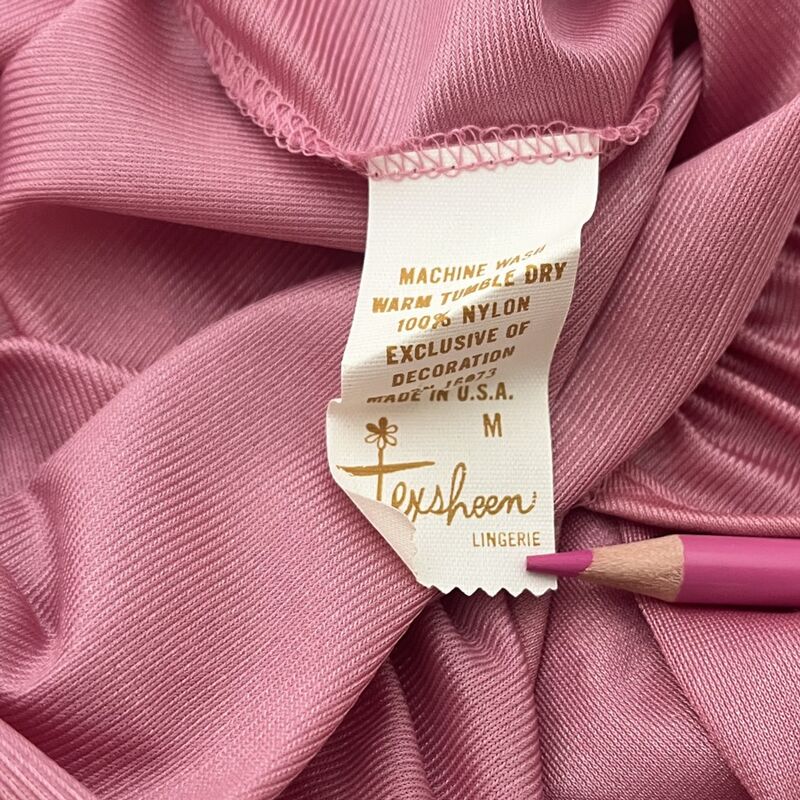 MACHINE WASH
WARM TUMBLE DRY
100% NYLON
EXCLUSIVE OF
DECORATION
MADE IN U.S.A.
M
Texsheen
LINGERIE